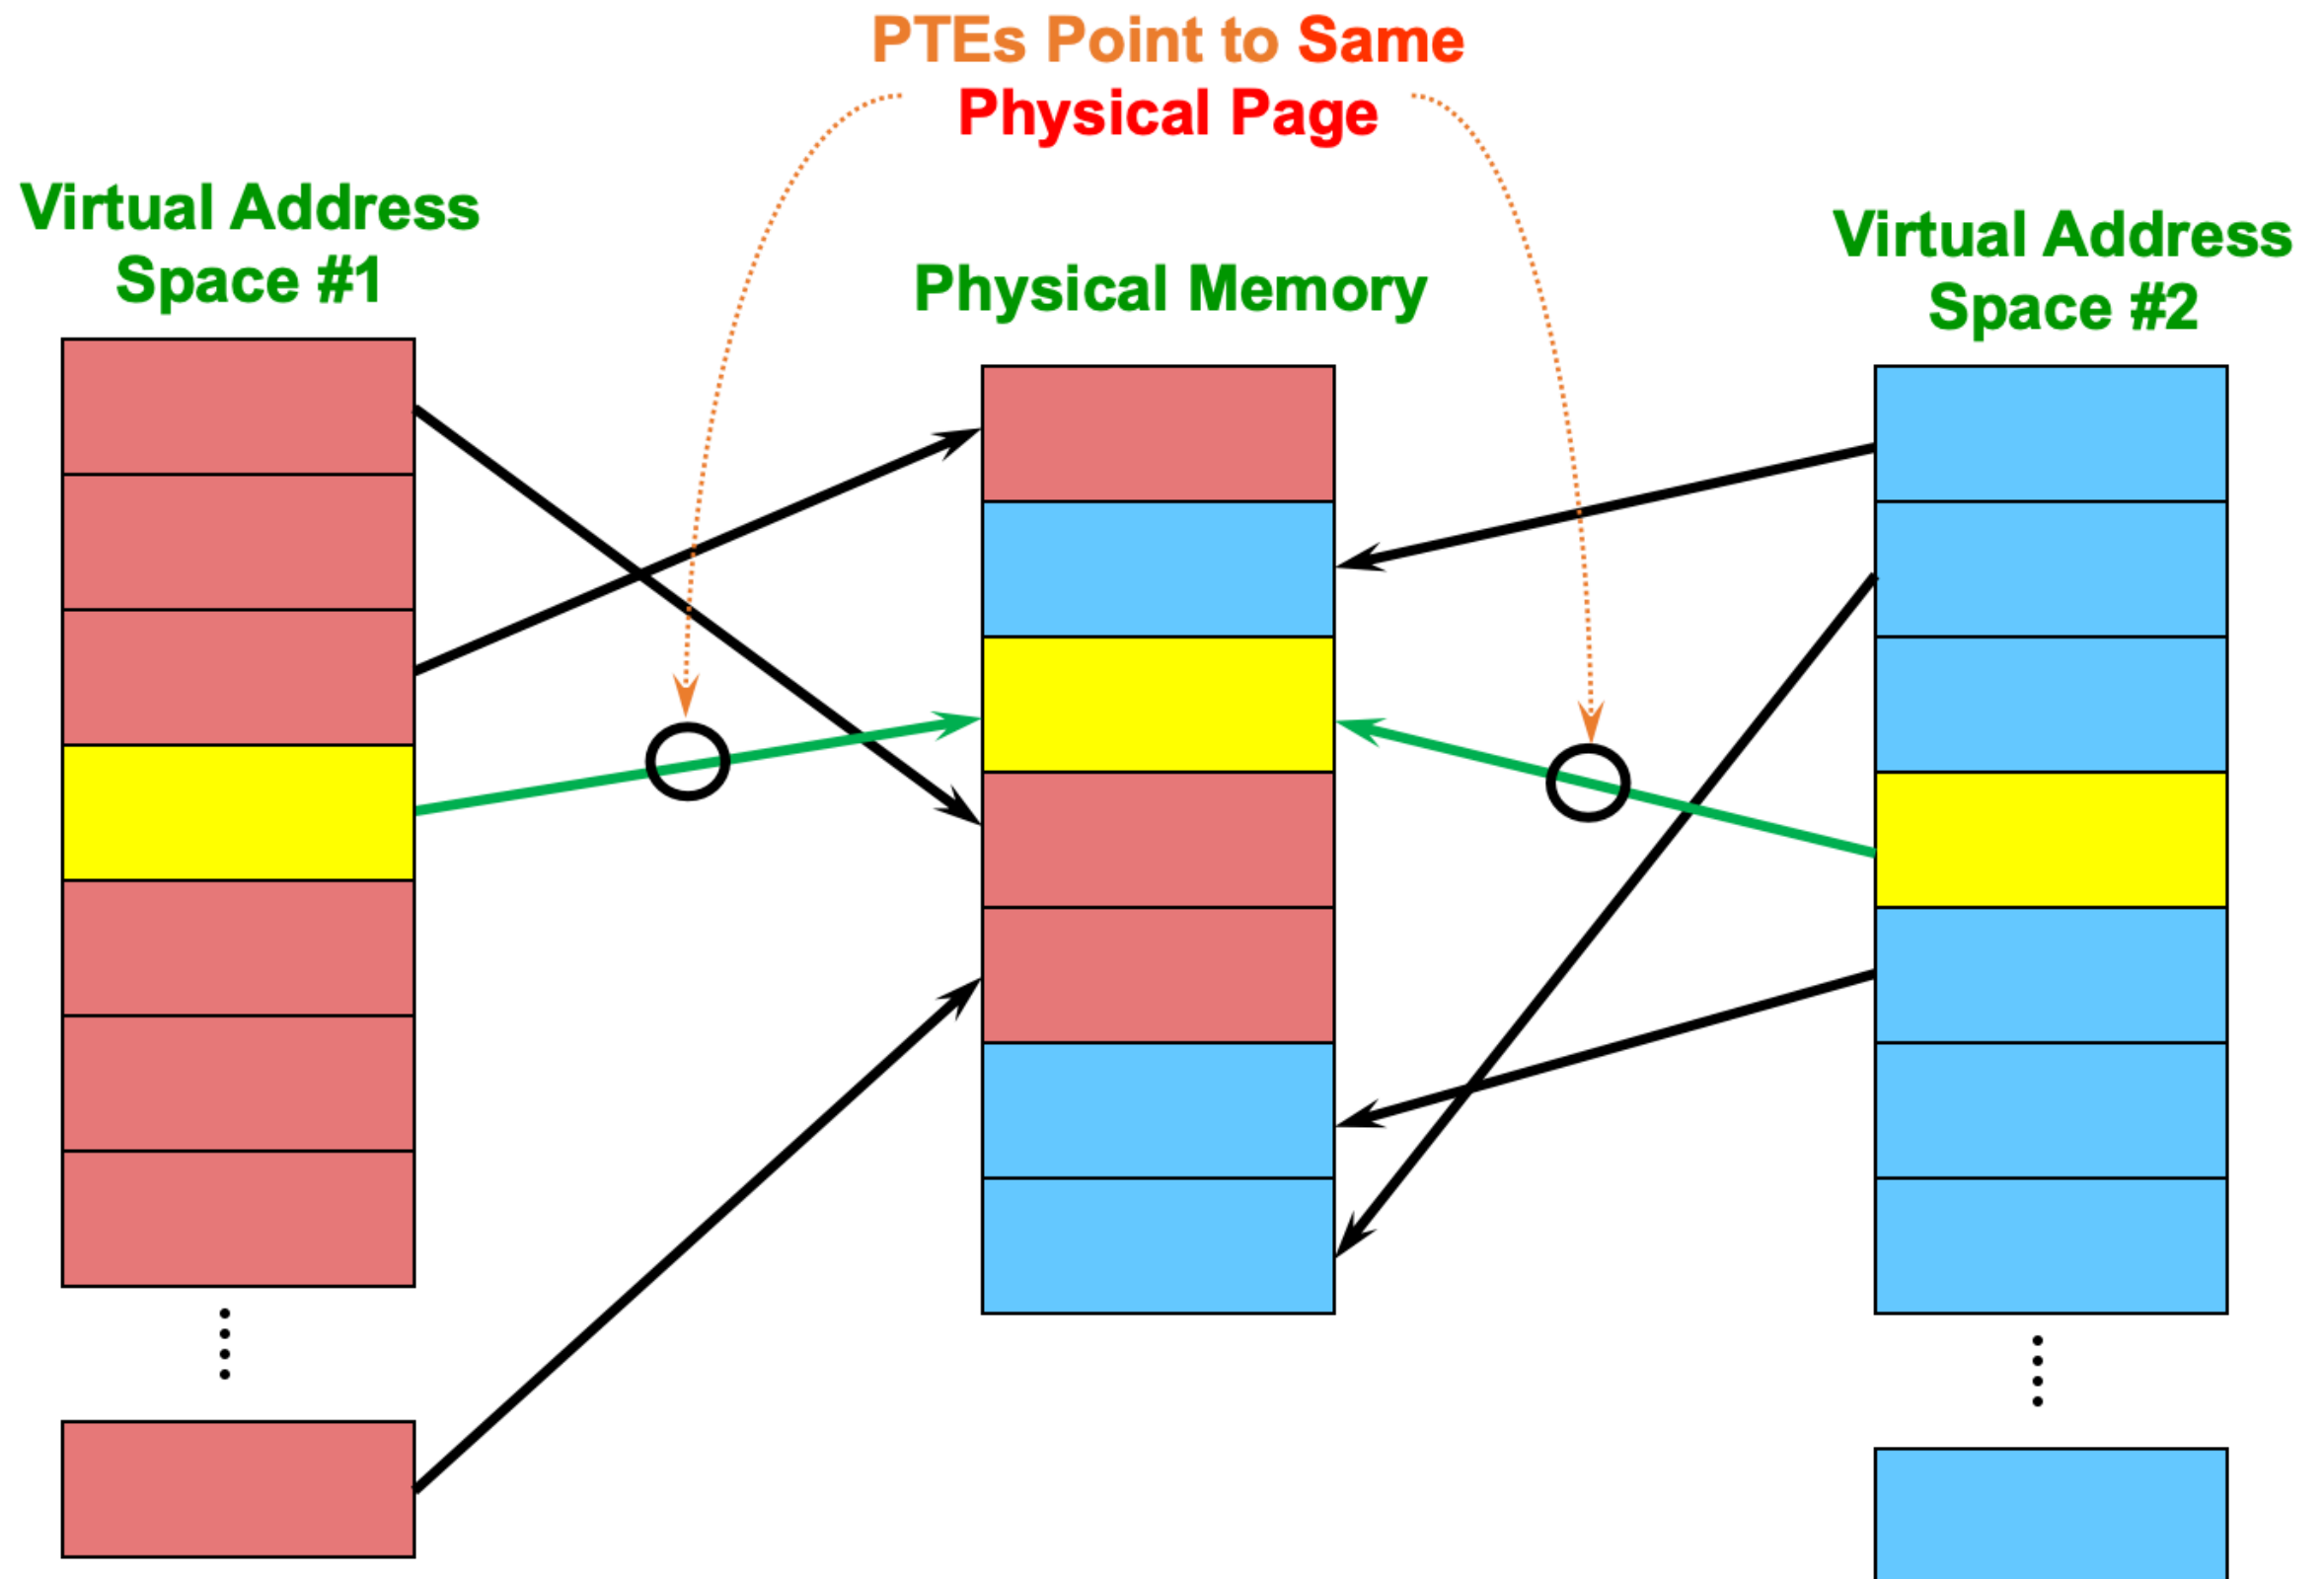 PTEs Point to Same
Physical Page
Virtual Address
Space #1
Physical Memory
Virtual Address
Space #2